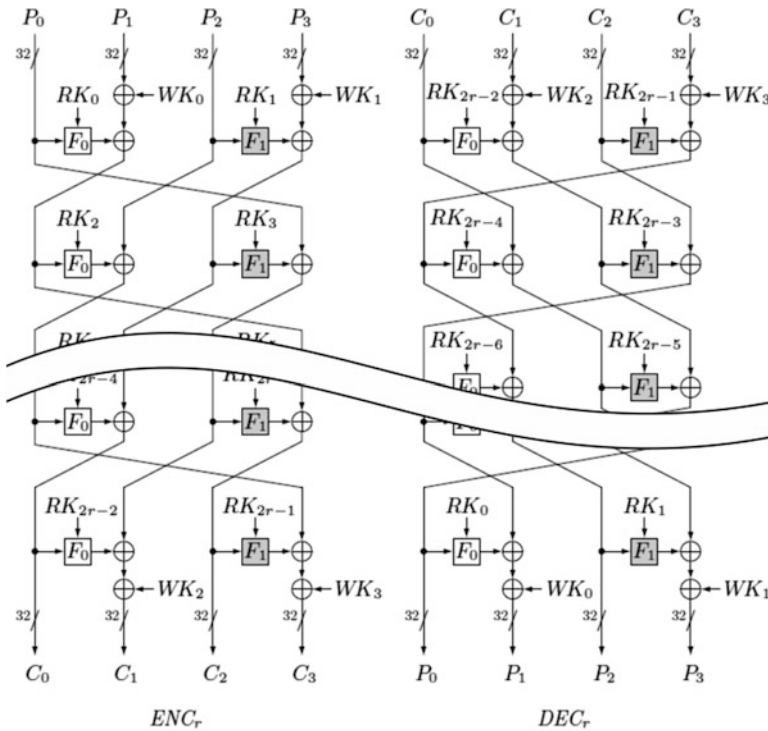 P₀ P₁ P₂ P₃ C₀ C₁ C₂ C₃
32 32 32 32 32 32 32 32
RK₀ WK₀ RK₁ WK₁ RK₂ᵣ₋₂ WK₂ RK₂ᵣ₋₁ WK₃
F₀ F₁ F₀ F₁
RK₂ RK₃ RK₂ᵣ₋₄ RK₂ᵣ₋₃
F₀ F₁ F₀ F₁
RK₂ᵣ₋₆ RK₂ᵣ₋₅
F₀ F₁
F₀ F₁
RK₂ᵣ₋₂ RK₂ᵣ₋₁ RK₀ RK₁
F₀ F₁ F₀ F₁
WK₂ WK₃ WK₀ WK₁
32 32 32 32 32 32 32 32
C₀ C₁ C₂ C₃ P₀ P₁ P₂ P₃
ENCᵣ DECᵣ